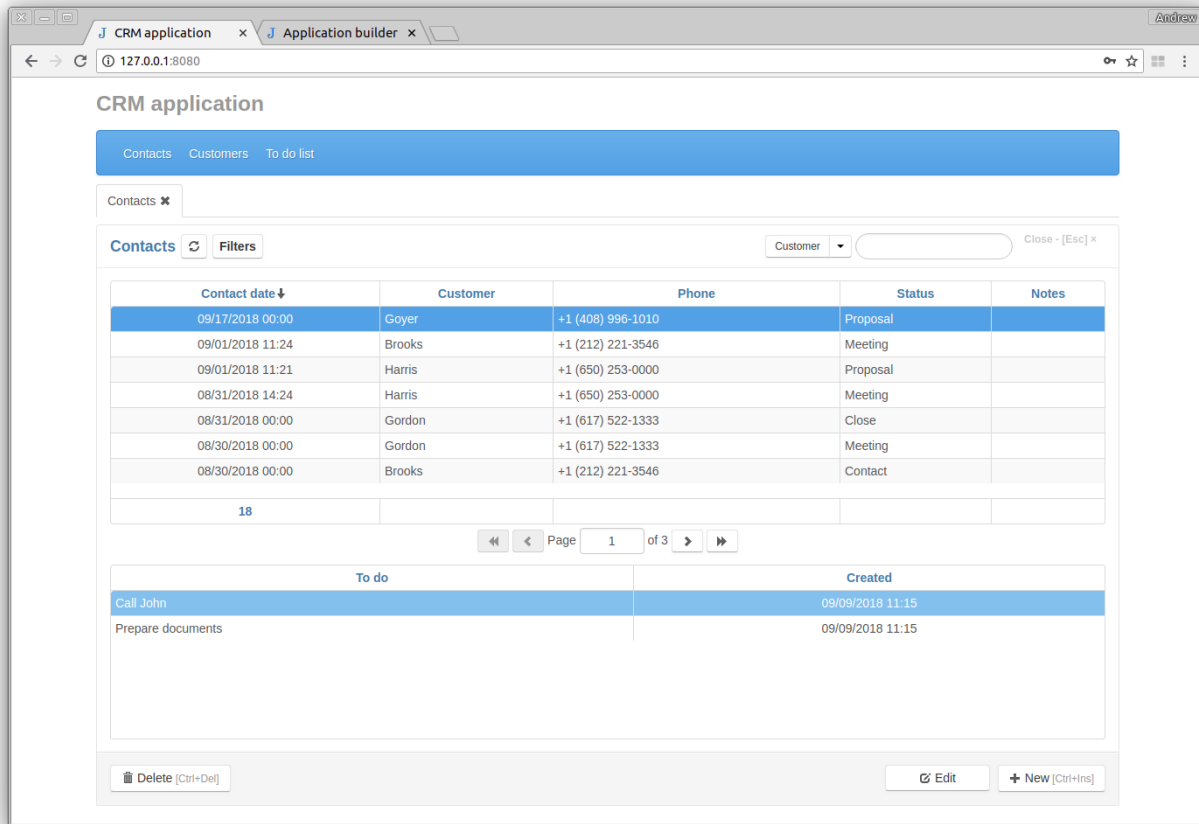 Andrew
CRM application
Application builder
127.0.0.1:8080
CRM application
Contacts Customers To do list
Contacts
Contacts Filters Customer Close - [Esc] ×
Contact date Customer Phone Status Notes
09/17/2018 00:00 Goyer +1 (408) 996-1010 Proposal
09/01/2018 11:24 Brooks +1 (212) 221-3546 Meeting
09/01/2018 11:21 Harris +1 (650) 253-0000 Proposal
08/31/2018 14:24 Harris +1 (650) 253-0000 Meeting
08/31/2018 00:00 Gordon +1 (617) 522-1333 Close
08/30/2018 00:00 Gordon +1 (617) 522-1333 Meeting
08/30/2018 00:00 Brooks +1 (212) 221-3546 Contact
18
Page 1 of 3
To do Created
Call John 09/09/2018 11:15
Prepare documents 09/09/2018 11:15
Delete [Ctrl+Del] Edit New [Ctrl+Ins]